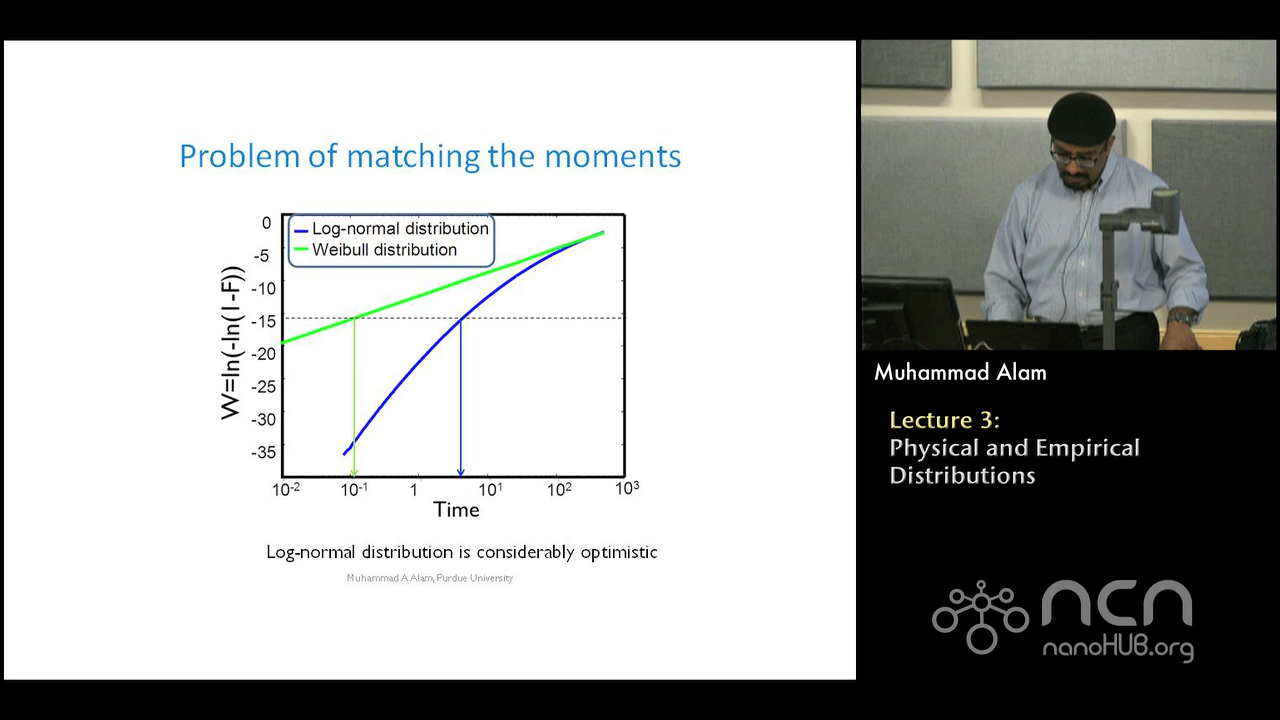 Problem of matching the moments
Log-normal distribution
Weibull distribution
W=ln(-ln(1-F))
0
-5
-10
-15
-20
-25
-30
-35
10-2
10-1
1
101
102
103
Time
Log-normal distribution is considerably optimistic
Muhammad A Alam, Purdue University
Muhammad Alam
Lecture 3:
Physical and Empirical
Distributions
ncn
nanoHUB.org